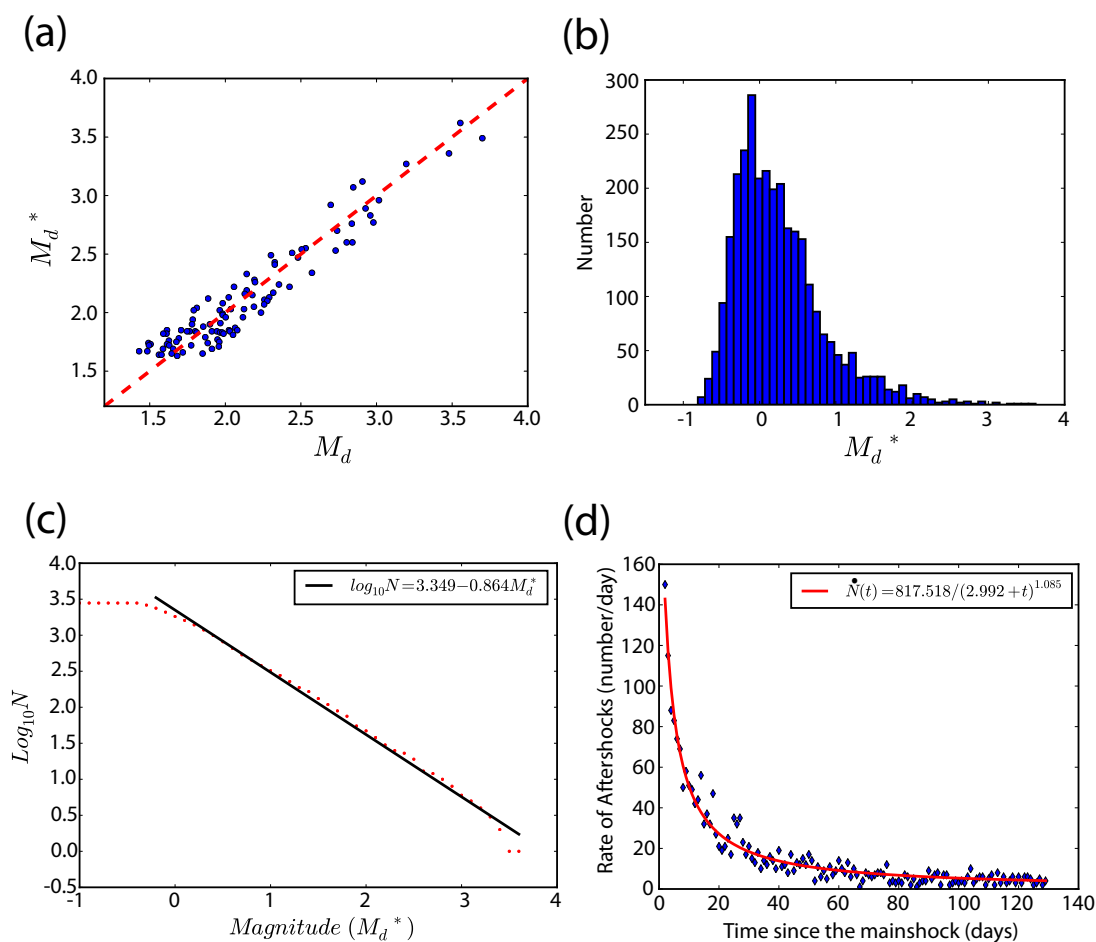 (a)
4.0
3.5
3.0
2.5
2.0
1.5
1.5 2.0 2.5 3.0 3.5 4.0
M_d
M_d*
(b)
300
250
200
150
100
50
0
-1 0 1 2 3 4
M_d*
Number
(c)
4.0
3.5
3.0
2.5
2.0
1.5
1.0
0.5
0.0
-0.5
-1 0 1 2 3 4
Magnitude (M_d*)
Log₁₀N
log₁₀N=3.349−0.864M_d*
(d)
160
140
120
100
80
60
40
20
0
0 20 40 60 80 100 120 140
Time since the mainshock (days)
Rate of Aftershocks (number/day)
Ṅ(t)=817.518/(2.992+t)^1.085